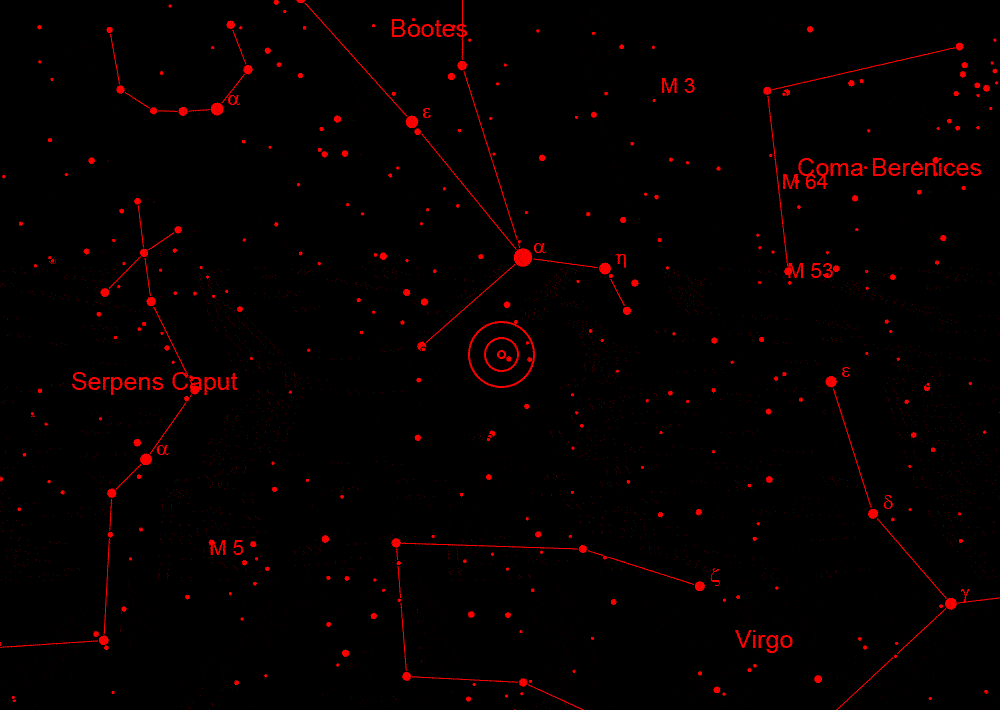 Bootes
M 3
α
ε
Coma Berenices
M 64
α
η
M 53
Serpens Caput
ε
α
δ
M 5
ζ
γ
Virgo